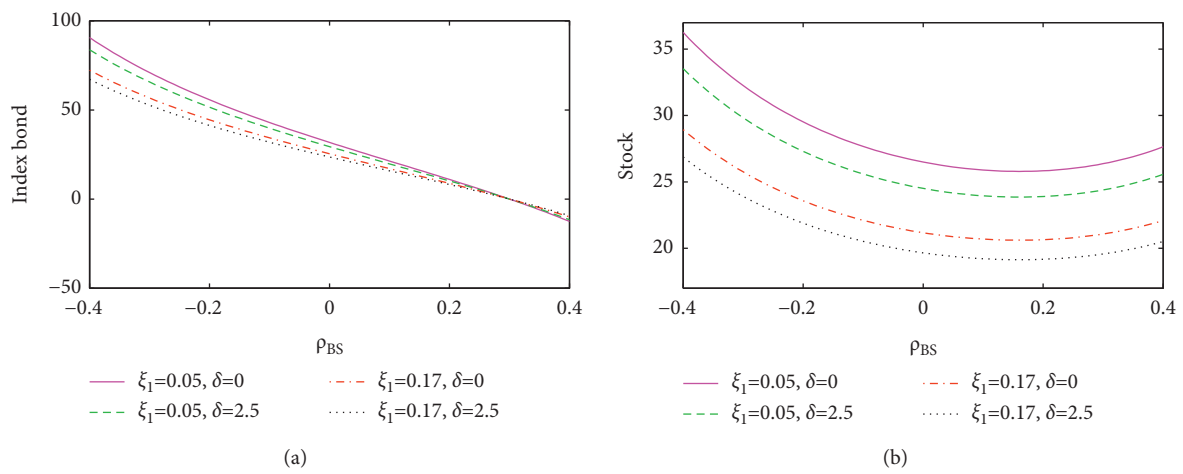 100
50
0
−50
Index bond
−0.4
−0.2
0
0.2
0.4
ρBS
ξ1=0.05, δ=0
ξ1=0.17, δ=0
ξ1=0.05, δ=2.5
ξ1=0.17, δ=2.5
(a)
35
30
25
20
Stock
−0.4
−0.2
0
0.2
0.4
ρBS
ξ1=0.05, δ=0
ξ1=0.17, δ=0
ξ1=0.05, δ=2.5
ξ1=0.17, δ=2.5
(b)